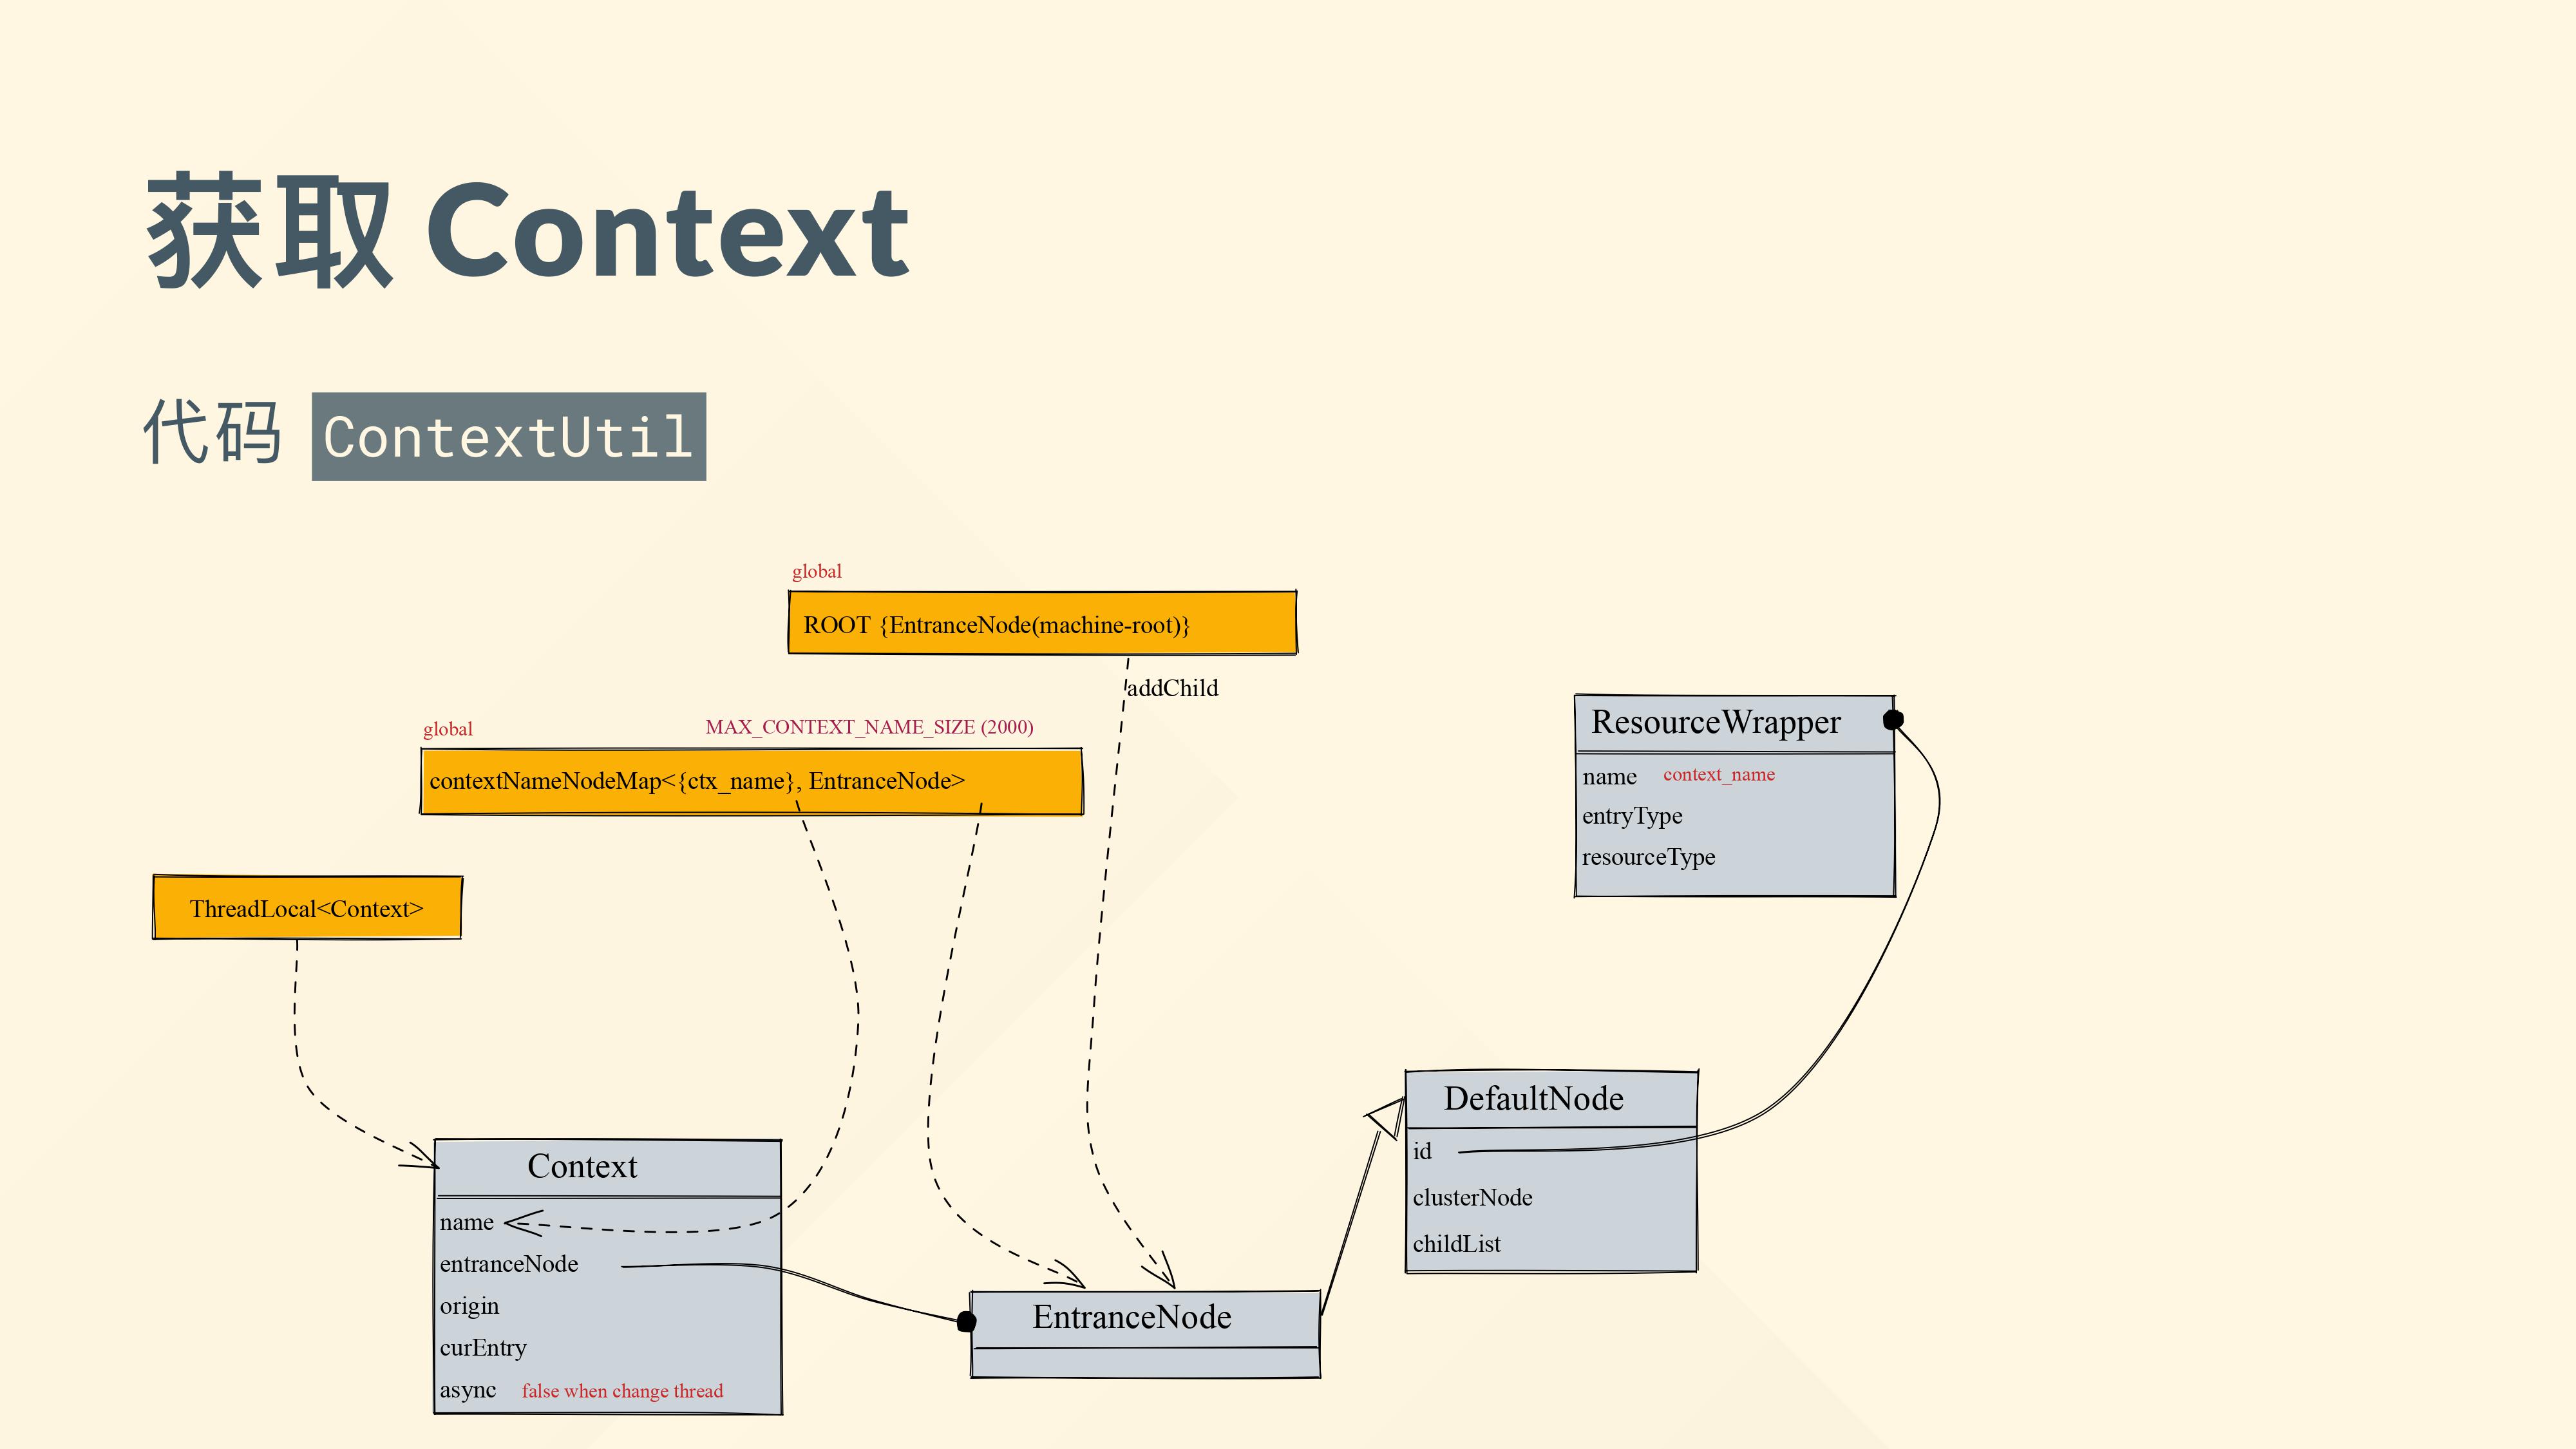 获取 Context
代码 ContextUtil
global
ROOT {EntranceNode(machine-root)}
addChild
global
MAX_CONTEXT_NAME_SIZE (2000)
contextNameNodeMap<{ctx_name}, EntranceNode>
ThreadLocal<Context>
ResourceWrapper
name context_name
entryType
resourceType
Context
name
entranceNode
origin
curEntry
async false when change thread
EntranceNode
DefaultNode
id
clusterNode
childList